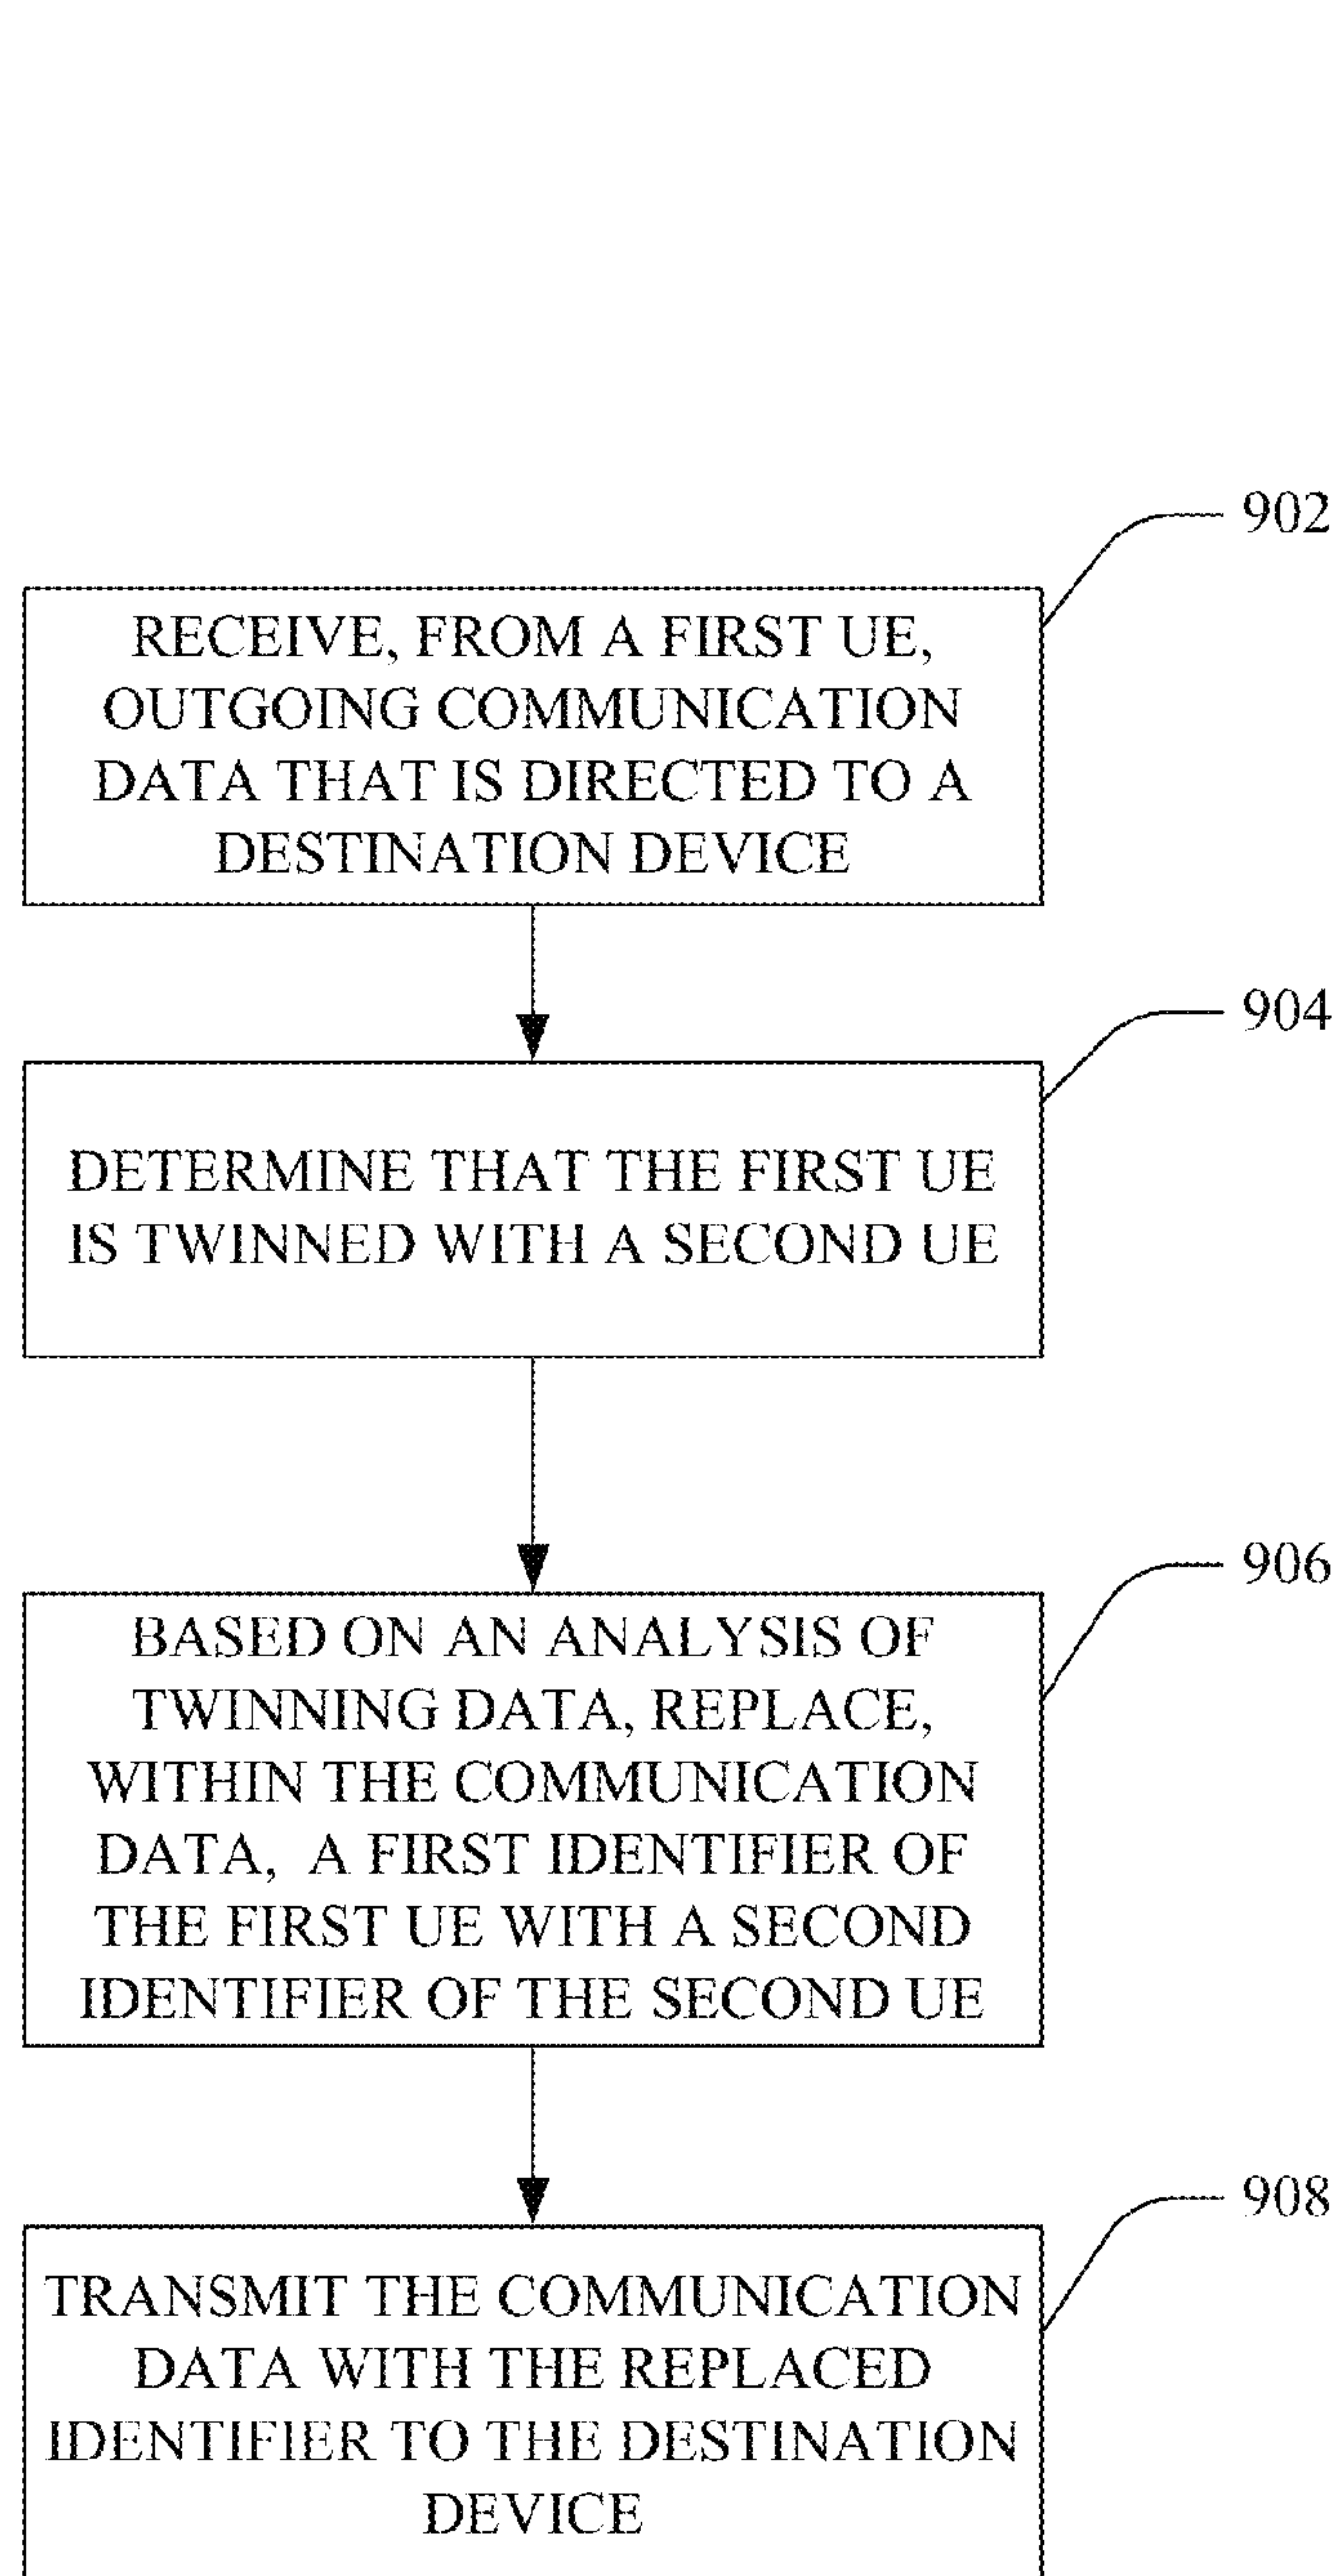 902
RECEIVE, FROM A FIRST UE,
OUTGOING COMMUNICATION
DATA THAT IS DIRECTED TO A
DESTINATION DEVICE
904
DETERMINE THAT THE FIRST UE
IS TWINNED WITH A SECOND UE
906
BASED ON AN ANALYSIS OF
TWINNING DATA, REPLACE,
WITHIN THE COMMUNICATION
DATA, A FIRST IDENTIFIER OF
THE FIRST UE WITH A SECOND
IDENTIFIER OF THE SECOND UE
908
TRANSMIT THE COMMUNICATION
DATA WITH THE REPLACED
IDENTIFIER TO THE DESTINATION
DEVICE